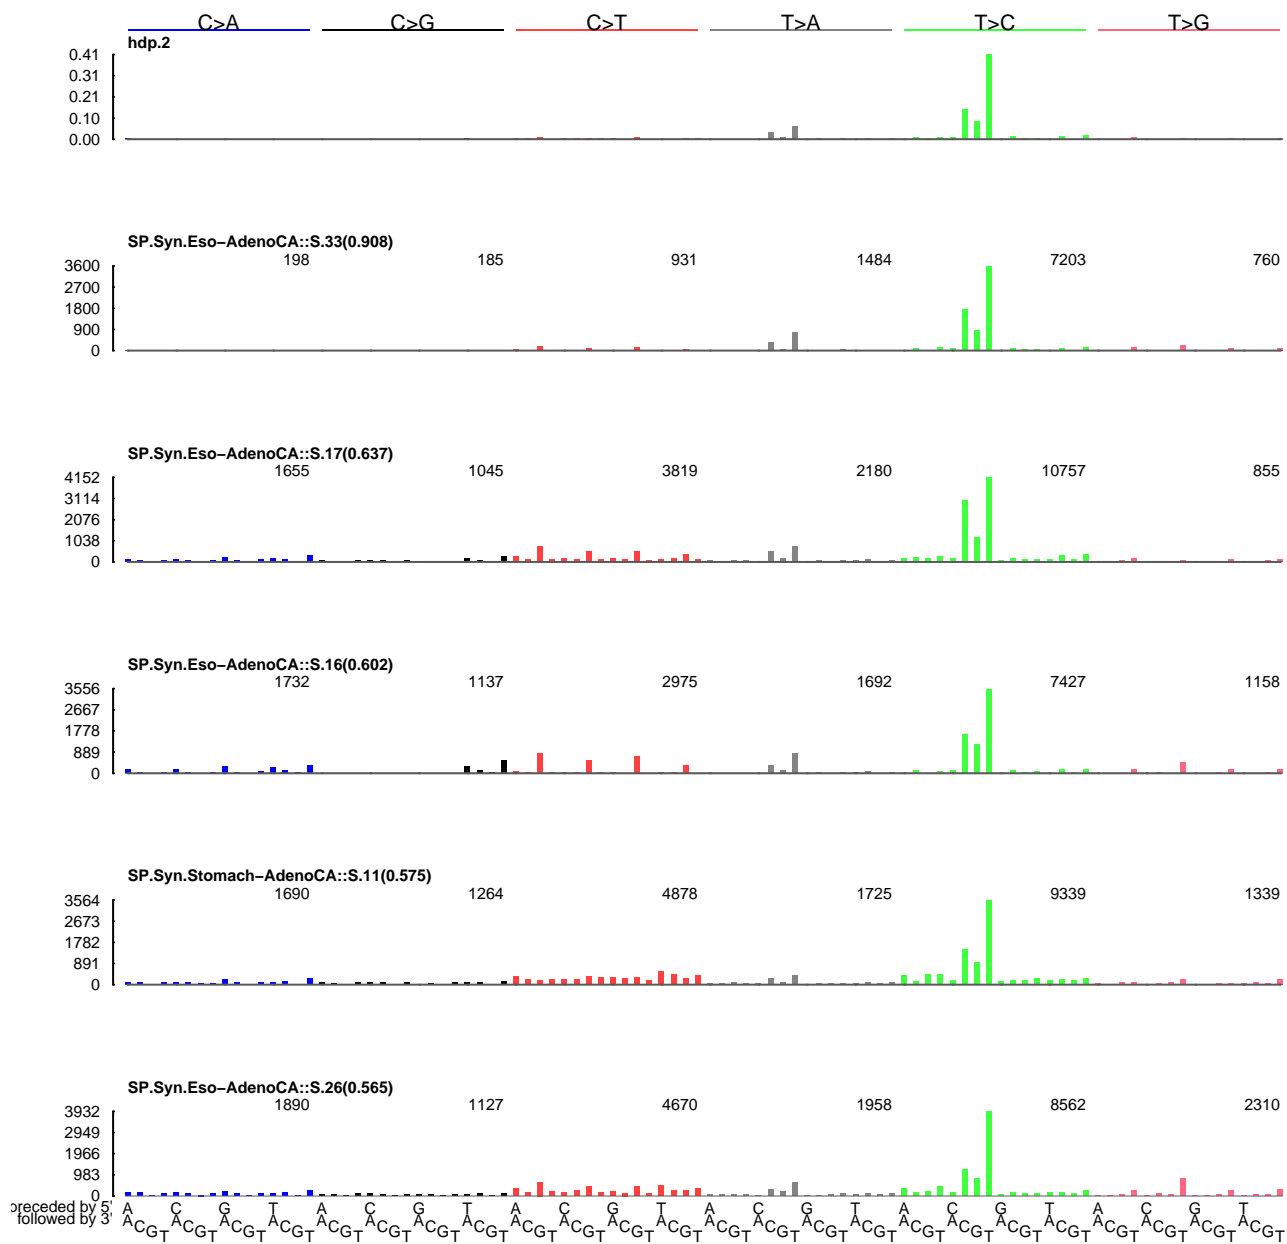 C>A C>G C>T T>A T>C T>G
hdp.2
0.41
0.31
0.21
0.10
0.00
SP.Syn.Eso−AdenoCA::S.33(0.908)
198 185 931 1484 7203 760
3600
2700
1800
900
0
SP.Syn.Eso−AdenoCA::S.17(0.637)
1655 1045 3819 2180 10757 855
4152
3114
2076
1038
0
SP.Syn.Eso−AdenoCA::S.16(0.602)
1732 1137 2975 1692 7427 1158
3556
2667
1778
889
0
SP.Syn.Stomach−AdenoCA::S.11(0.575)
1690 1264 4878 1725 9339 1339
3564
2673
1782
891
0
SP.Syn.Eso−AdenoCA::S.26(0.565)
1890 1127 4670 1958 8562 2310
3932
2949
1966
983
0
preceded by 5' A C G T A C G T A C G T A C G T A C G T A C G T
followed by 3' A C G T A C G T A C G T A C G T A C G T A C G T A C G T A C G T A C G T A C G T A C G T A C G T A C G T A C G T A C G T A C G T A C G T A C G T A C G T A C G T A C G T A C G T A C G T A C G T